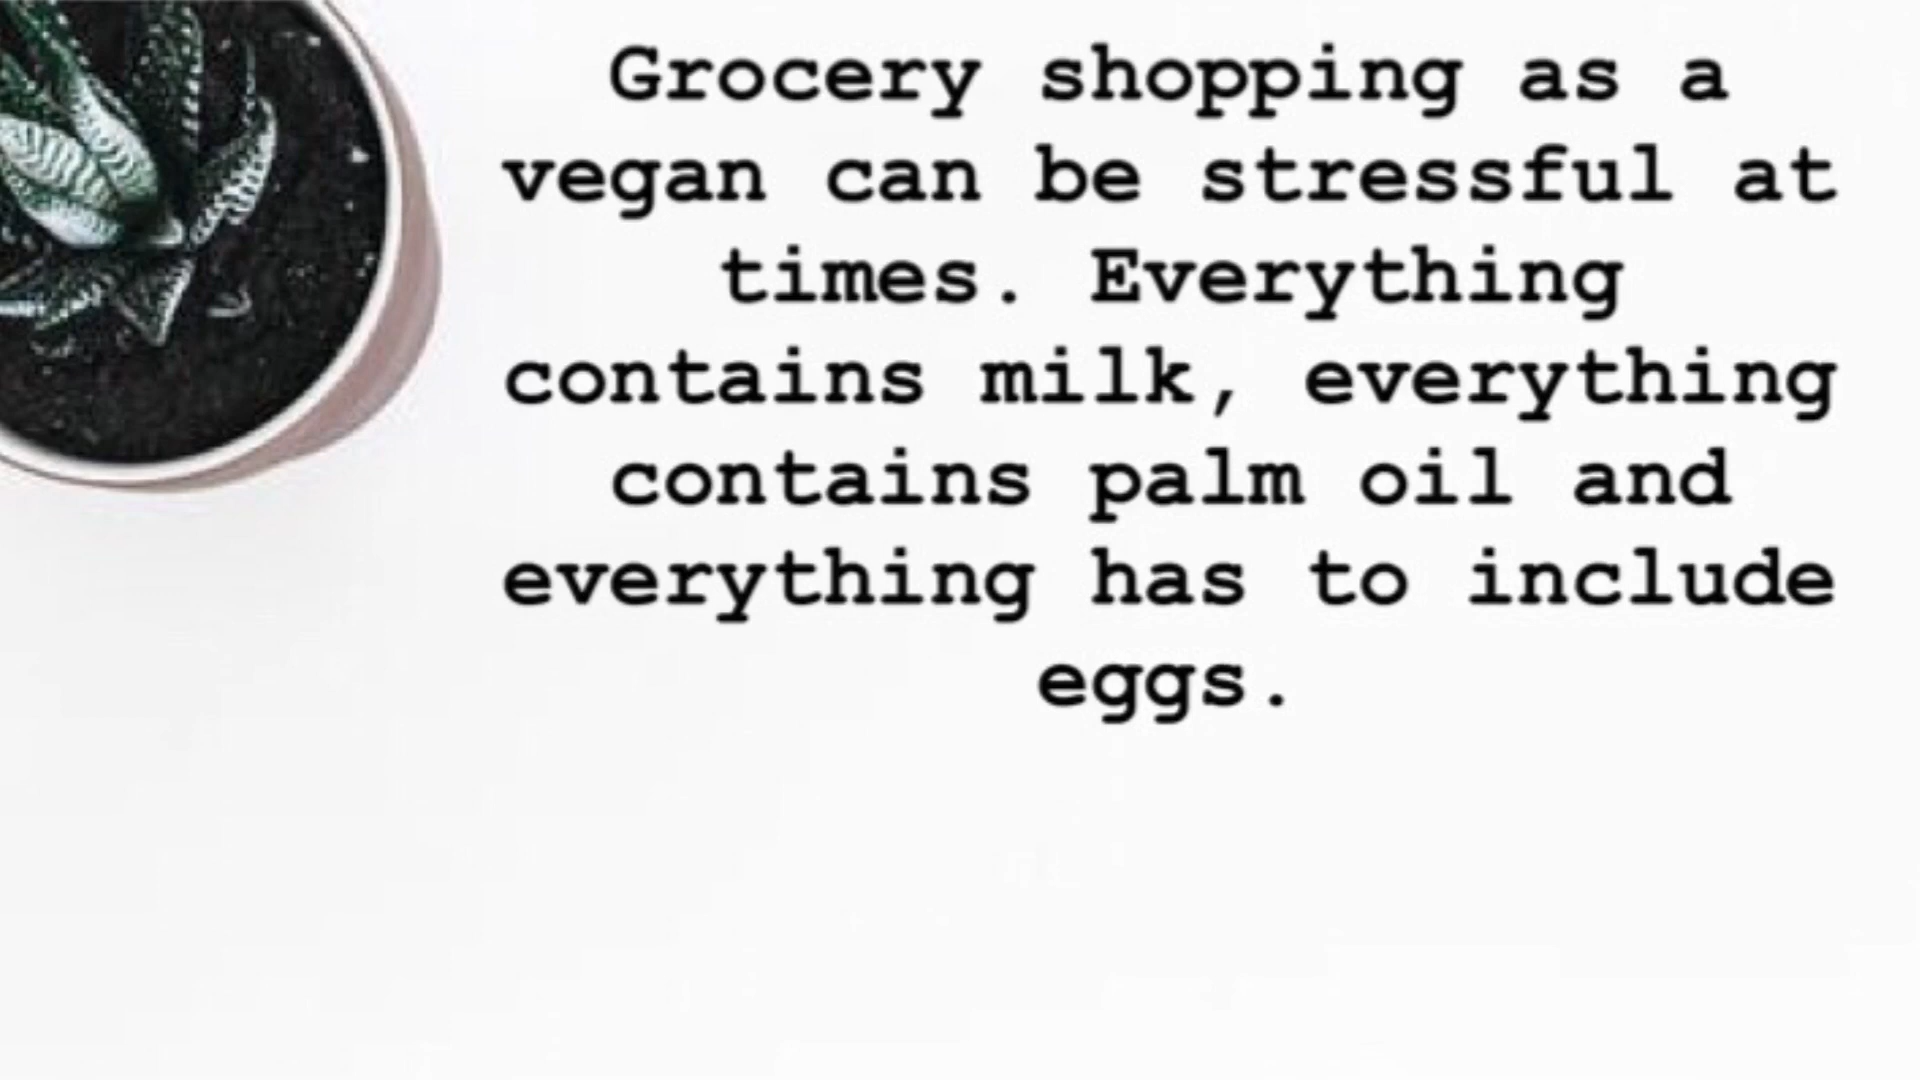 Grocery shopping as a
vegan can be stressful at
times. Everything
contains milk, everything
contains palm oil and
everything has to include
eggs.